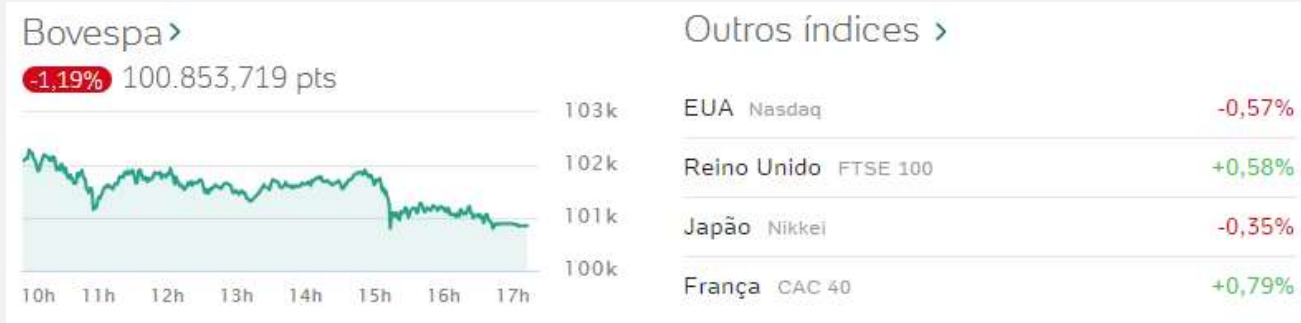 Bovespa >
-1,19% 100.853,719 pts
103k
102k
101k
100k
10h 11h 12h 13h 14h 15h 16h 17h
Outros índices >
EUA Nasdaq -0,57%
Reino Unido FTSE 100 +0,58%
Japão Nikkei -0,35%
França CAC 40 +0,79%